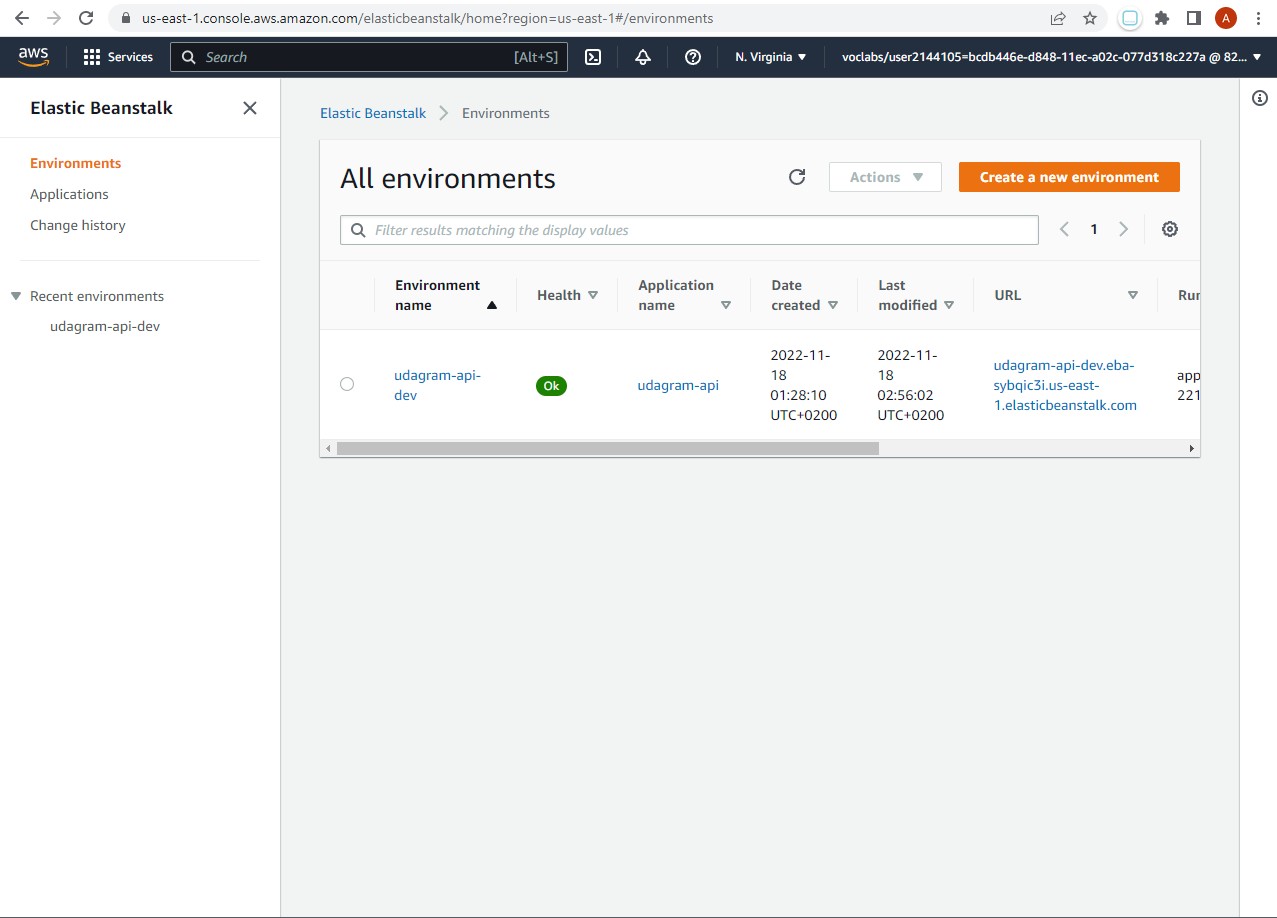 us-east-1.console.aws.amazon.com/elasticbeanstalk/home?region=us-east-1#/environments
A
aws
Services
Search
[Alt+S]
N. Virginia
voclabs/user2144105=bcdb446e-d848-11ec-a02c-077d318c227a @ 82...
Elastic Beanstalk
Environments
Applications
Change history
Recent environments
udagram-api-dev
Elastic Beanstalk
Environments
All environments
Actions
Create a new environment
Filter results matching the display values
1
Environment
name
Health
Application
name
Date
created
Last
modified
URL
Run
udagram-api-
dev
Ok
udagram-api
2022-11-
18
01:28:10
UTC+0200
2022-11-
18
02:56:02
UTC+0200
udagram-api-dev.eba-
sybqic3i.us-east-
1.elasticbeanstalk.com
app
221